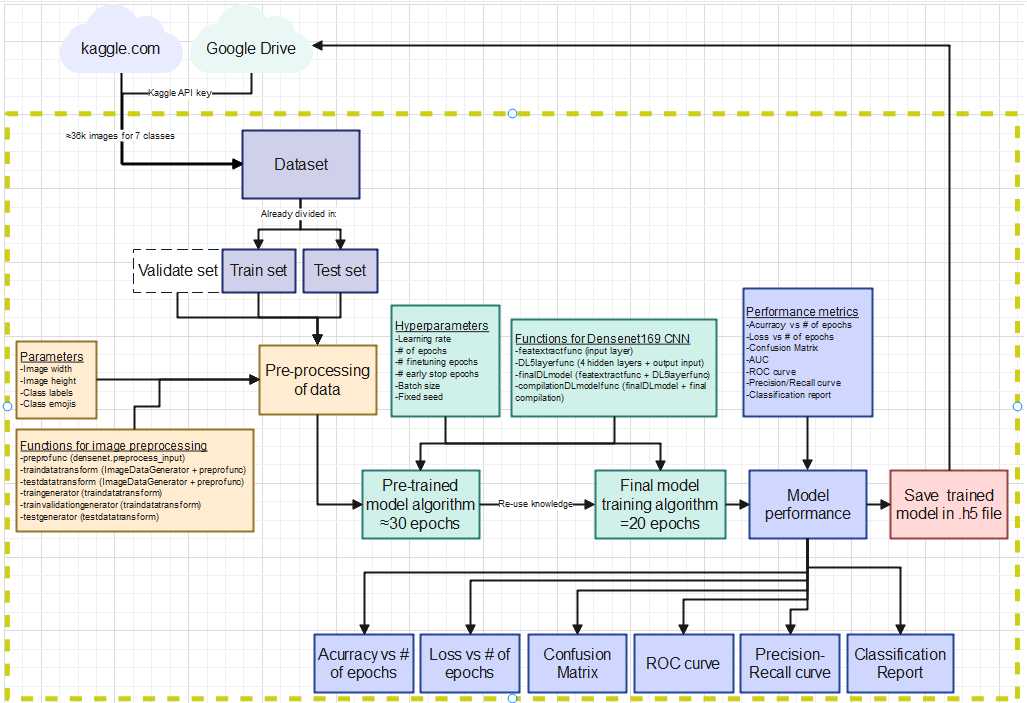 kaggle.com
Google Drive
Kaggle API key
≈36k images for 7 classes
Dataset
Already divided in:
Validate set
Train set
Test set
Parameters
-Image width
-Image height
-Class labels
-Class emojis
Pre-processing
of data
Functions for image preprocessing
-preprofunc (densenet.preprocess_input)
-traindatatransform (ImageDataGenerator + preprofunc)
-testdatatransform (ImageDataGenerator + preprofunc)
-traingenerator (traindatatransform)
-trainvalidationgenerator (traindatatransform)
-testgenerator (testdatatransform)
Hyperparameters
-Learning rate
-# of epochs
-# finetuning epochs
-# early stop epochs
-Batch size
-Fixed seed
Functions for Densenet169 CNN
-featextractfunc (input layer)
-DL5layerfunc (4 hidden layers + output input)
-finalDLmodel (featextractfunc + DL5layerfunc)
-compilationDLmodelfunc (finalDLmodel + final
compilation)
Performance metrics
-Acurracy vs # of epochs
-Loss vs # of epochs
-Confusion Matrix
-AUC
-ROC curve
-Precision/Recall curve
-Classification report
Pre-trained
model algorithm
≈30 epochs
Re-use knowledge
Final model
training algorithm
=20 epochs
Model
performance
Save trained
model in .h5 file
Acurracy vs #
of epochs
Loss vs # of
epochs
Confusion
Matrix
ROC curve
Precision-
Recall curve
Classification
Report